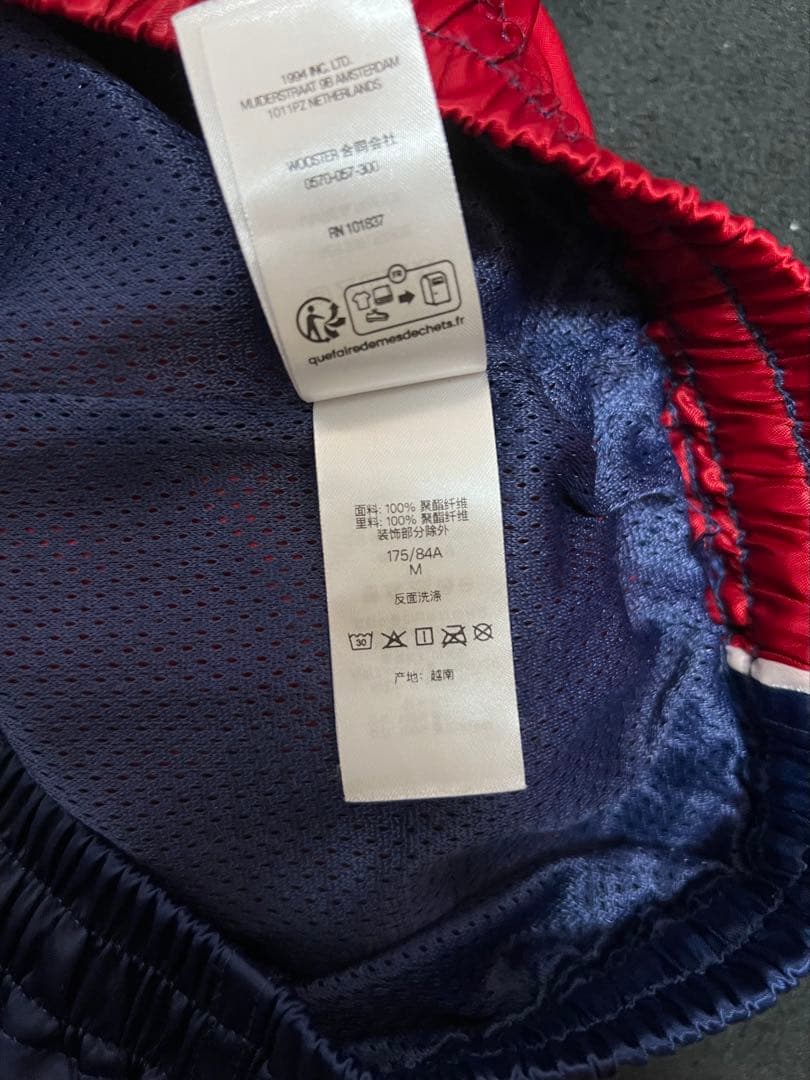 1994 INC. LTD.
MUIDERSTRAAT 9B AMSTERDAM
1011PZ NETHERLANDS
WOOSTER 合同会社
0570-057-300
RN 101837
FR
quefairedemesdechets.fr
面料: 100% 聚酯纤维
里料: 100% 聚酯纤维
装饰部分除外
175/84A
M
反面洗涤
30
产地: 越南